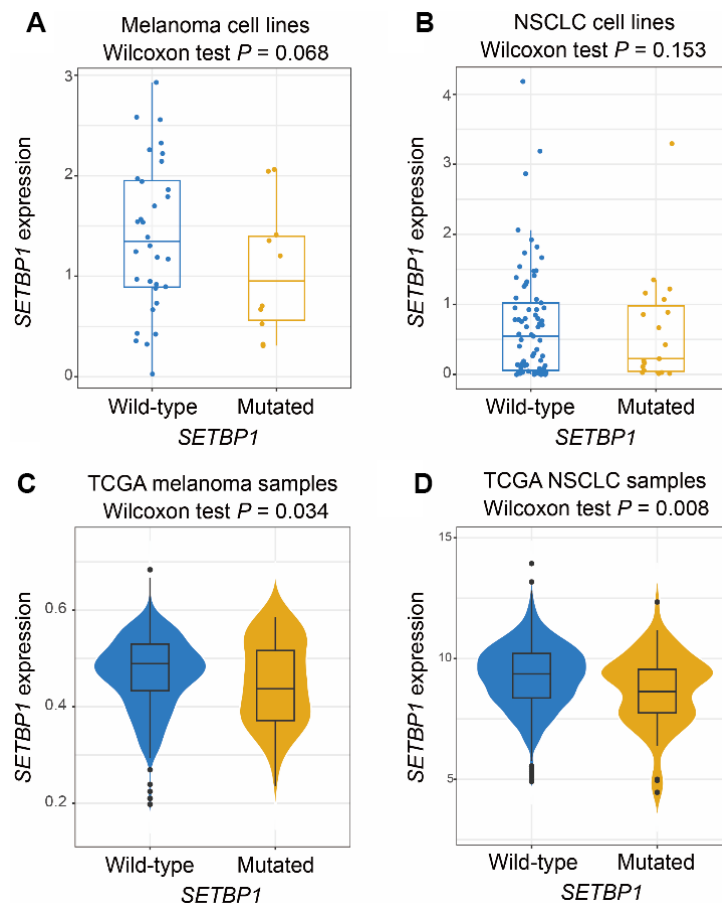 A
Melanoma cell lines
Wilcoxon test P = 0.068
SETBP1 expression
3
2
1
0
Wild-type Mutated
SETBP1
B
NSCLC cell lines
Wilcoxon test P = 0.153
SETBP1 expression
4
3
2
1
0
Wild-type Mutated
SETBP1
C
TCGA melanoma samples
Wilcoxon test P = 0.034
SETBP1 expression
0.6
0.4
0.2
Wild-type Mutated
SETBP1
D
TCGA NSCLC samples
Wilcoxon test P = 0.008
SETBP1 expression
15
10
5
Wild-type Mutated
SETBP1